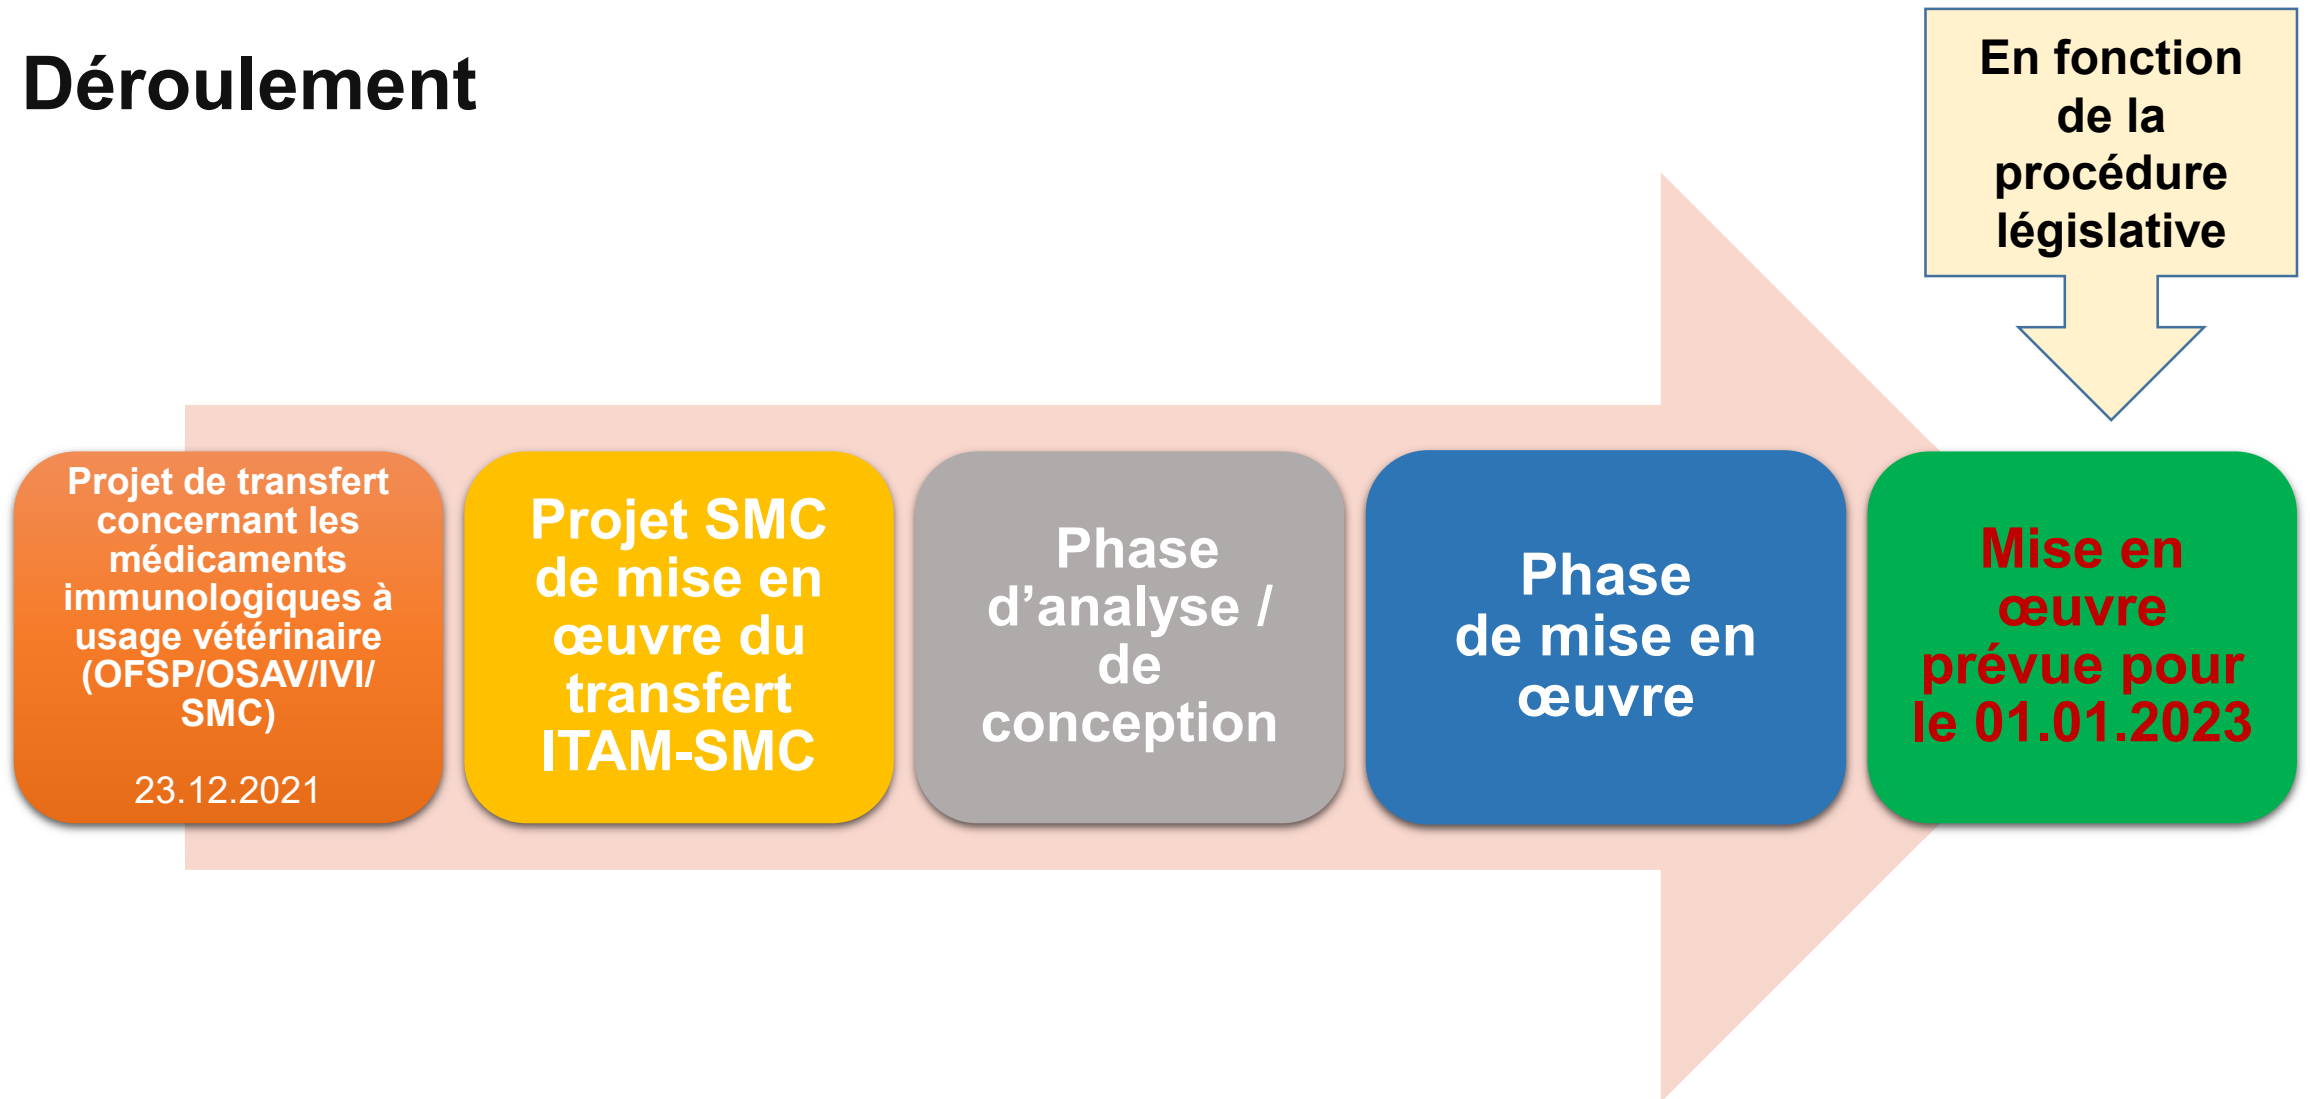 Déroulement
En fonction
de la
procédure
législative
Projet de transfert
concernant les
médicaments
immunologiques à
usage vétérinaire
(OFSP/OSAV/IVI/
SMC)
23.12.2021
Projet SMC
de mise en
œuvre du
transfert
ITAM-SMC
Phase
d’analyse /
de
conception
Phase
de mise en
œuvre
Mise en
œuvre
prévue pour
le 01.01.2023